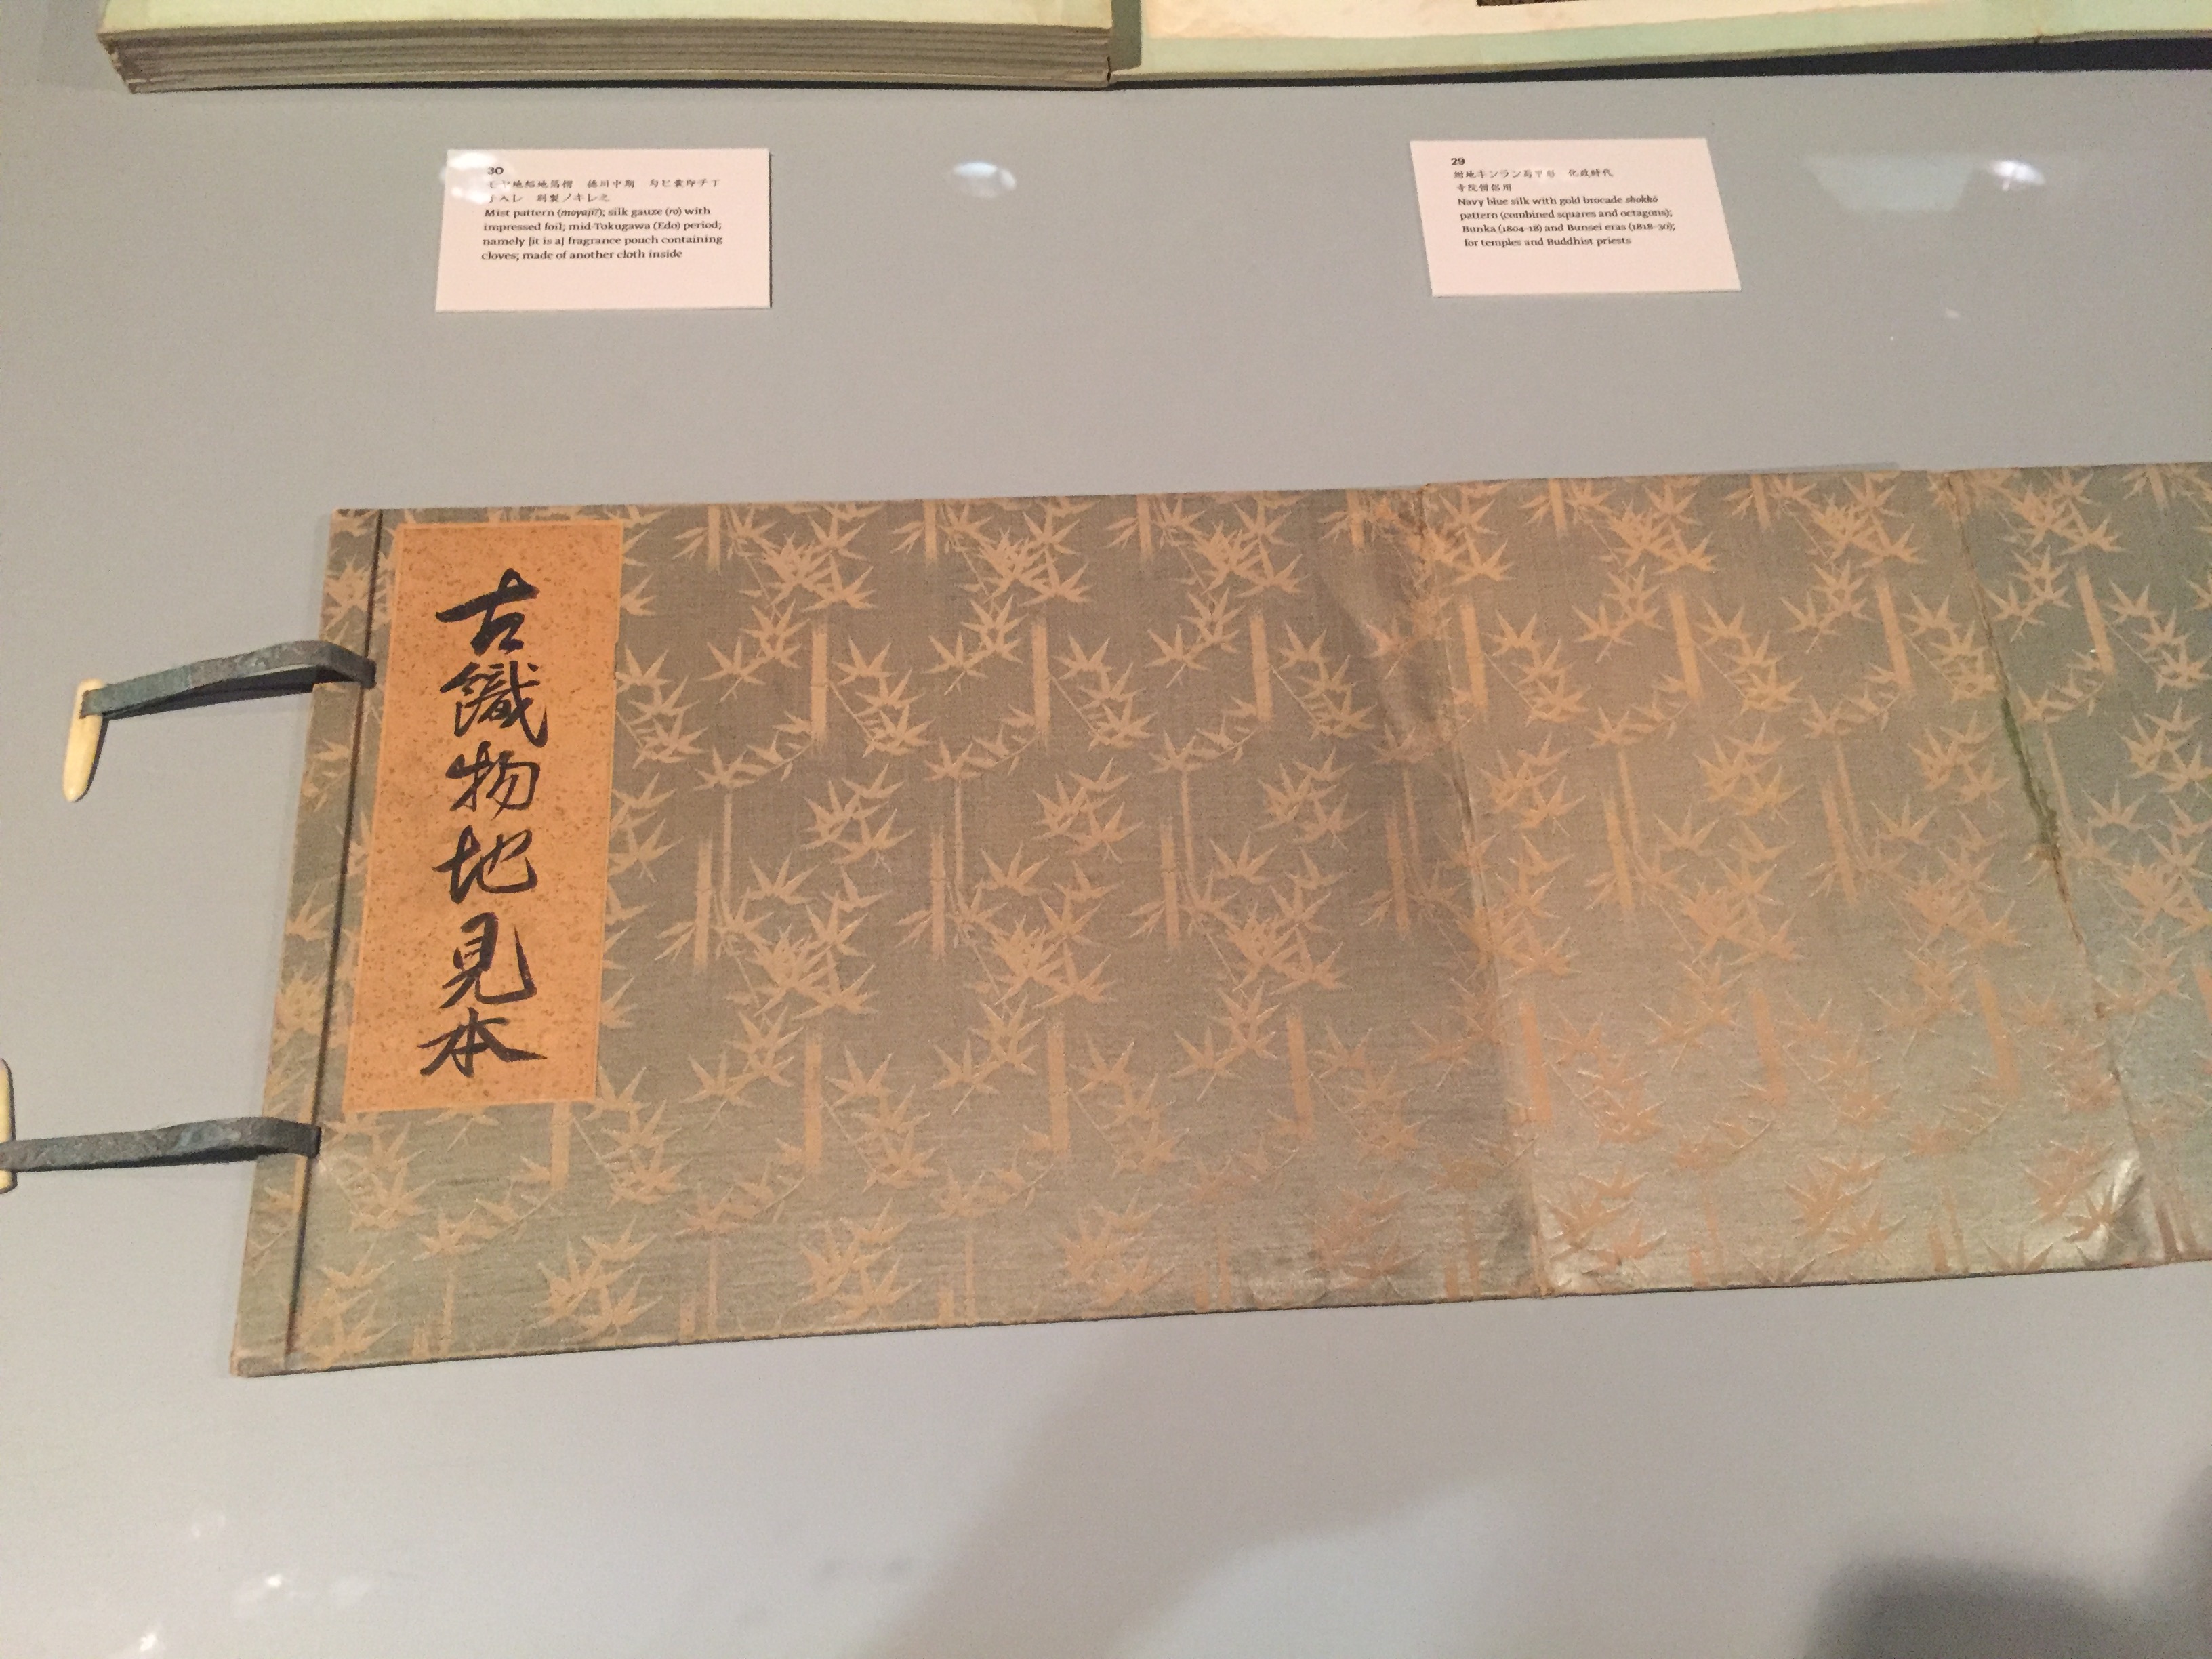 30
モヤ地絽地箔摺　徳川中期　匂ヒ嚢即チ丁
子入レ　別製ノキレ之
Mist pattern (moyaji?); silk gauze (ro) with
impressed foil; mid Tokugawa (Edo) period;
namely [it is a] fragrance pouch containing
cloves; made of another cloth inside
29
紺地キンラン蜀甲形　化政時代
寺院僧侶用
Navy blue silk with gold brocade shokkō
pattern (combined squares and octagons);
Bunka (1804–18) and Bunsei eras (1818–30);
for temples and Buddhist priests
古織物地見本